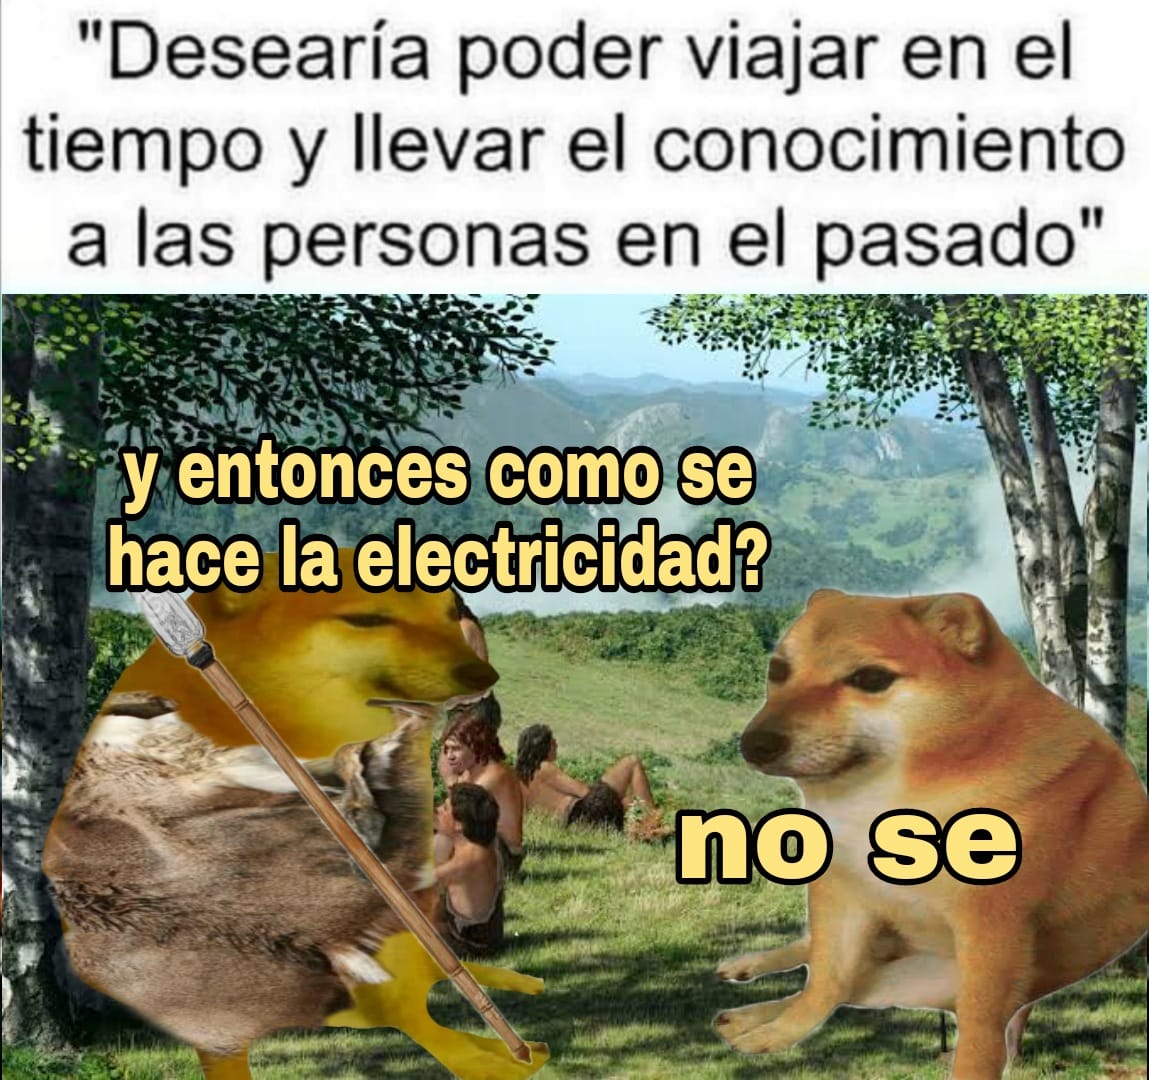 "Desearía poder viajar en el
tiempo y llevar el conocimiento
a las personas en el pasado"
y entonces como se
hace la electricidad?
no se